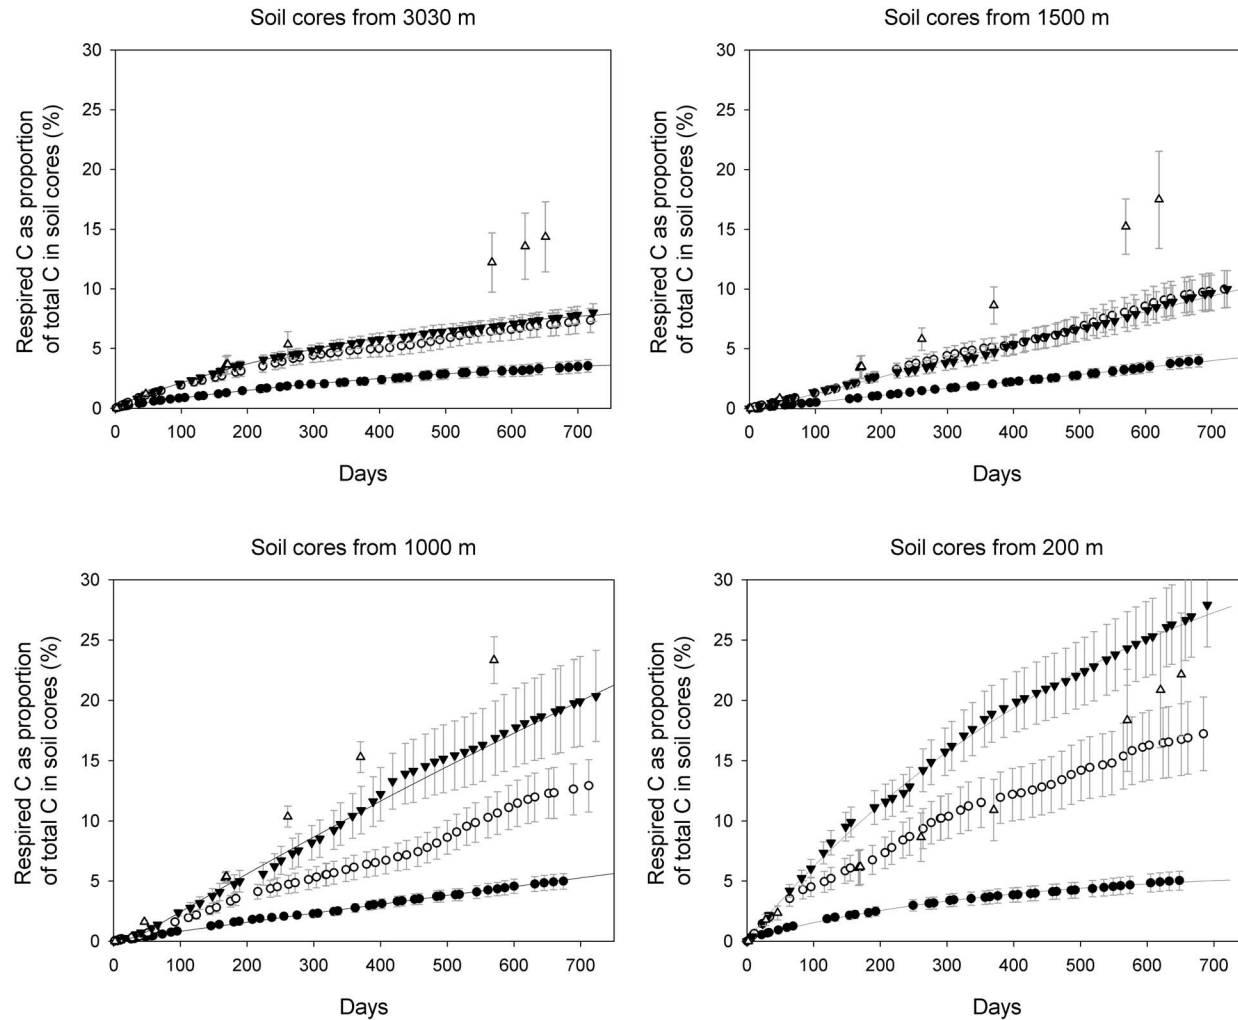 Soil cores from 3030 m
Respired C as proportion
of total C in soil cores (%)
30
25
20
15
10
5
0
0 100 200 300 400 500 600 700
Days
Soil cores from 1500 m
Respired C as proportion
of total C in soil cores (%)
30
25
20
15
10
5
0
0 100 200 300 400 500 600 700
Days
Soil cores from 1000 m
Respired C as proportion
of total C in soil cores (%)
30
25
20
15
10
5
0
0 100 200 300 400 500 600 700
Days
Soil cores from 200 m
Respired C as proportion
of total C in soil cores (%)
30
25
20
15
10
5
0
0 100 200 300 400 500 600 700
Days